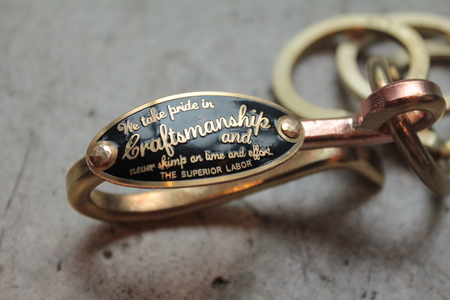 We take pride in
Craftsmanship
and
never skimp on time and effort.
THE SUPERIOR LABOR